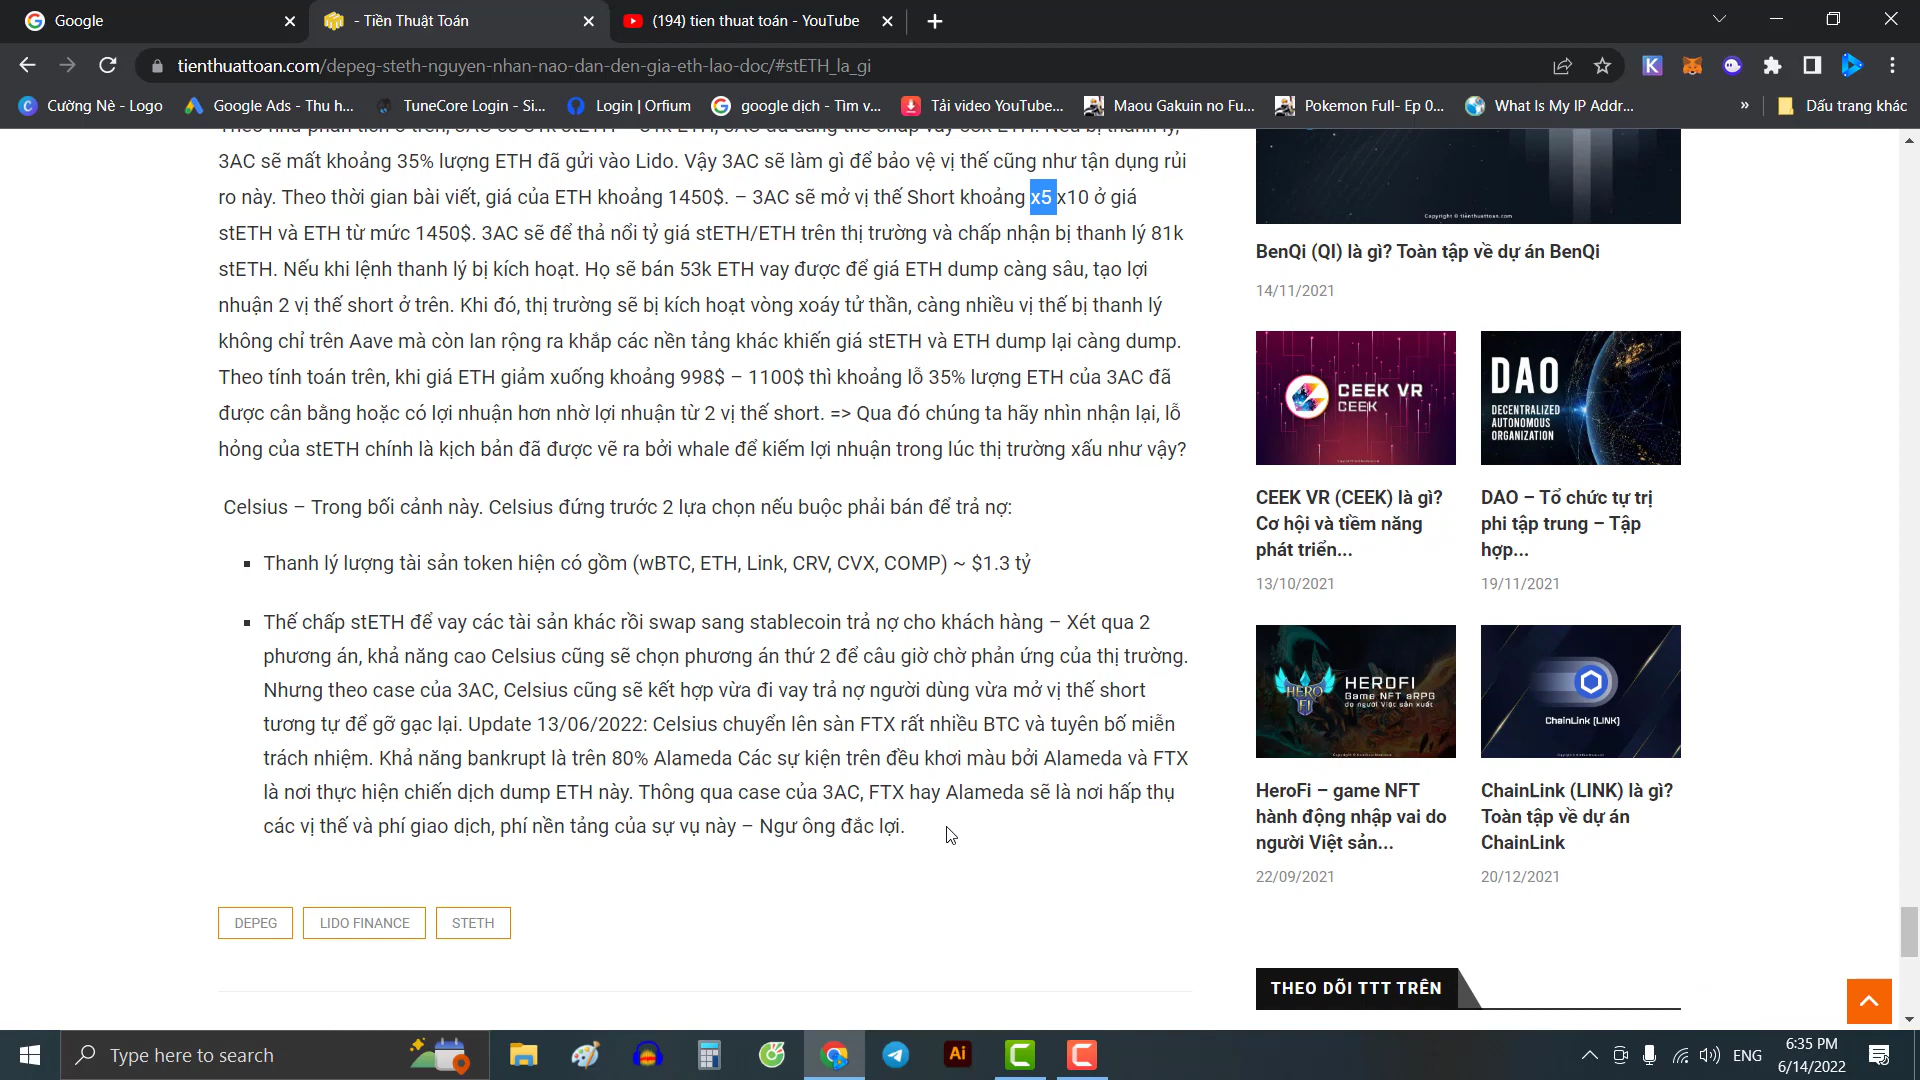 Google
- Tiền Thuật Toán
(194) tien thuat toán - YouTube
tienthuattoan.com/depeg-steth-nguyen-nhan-nao-dan-den-gia-eth-lao-doc/#stETH_la_gi
Cường Nè - Logo
Google Ads - Thu h...
TuneCore Login - Si...
Login | Orfium
google dịch - Tìm v...
Tải video YouTube...
Maou Gakuin no Fu...
Pokemon Full- Ep 0...
What Is My IP Addr...
»
Dấu trang khác
3AC sẽ mất khoảng 35% lượng ETH đã gửi vào Lido. Vậy 3AC sẽ làm gì để bảo vệ vị thế cũng như tận dụng rủi
ro này. Theo thời gian bài viết, giá của ETH khoảng 1450$. – 3AC sẽ mở vị thế Short khoảng x5 x10 ở giá
stETH và ETH từ mức 1450$. 3AC sẽ để thả nổi tỷ giá stETH/ETH trên thị trường và chấp nhận bị thanh lý 81k
stETH. Nếu khi lệnh thanh lý bị kích hoạt. Họ sẽ bán 53k ETH vay được để giá ETH dump càng sâu, tạo lợi
nhuận 2 vị thế short ở trên. Khi đó, thị trường sẽ bị kích hoạt vòng xoáy tử thần, càng nhiều vị thế bị thanh lý
không chỉ trên Aave mà còn lan rộng ra khắp các nền tảng khác khiến giá stETH và ETH dump lại càng dump.
Theo tính toán trên, khi giá ETH giảm xuống khoảng 998$ – 1100$ thì khoảng lỗ 35% lượng ETH của 3AC đã
được cân bằng hoặc có lợi nhuận hơn nhờ lợi nhuận từ 2 vị thế short. => Qua đó chúng ta hãy nhìn nhận lại, lỗ
hỏng của stETH chính là kịch bản đã được vẽ ra bởi whale để kiếm lợi nhuận trong lúc thị trường xấu như vậy?
Celsius – Trong bối cảnh này. Celsius đứng trước 2 lựa chọn nếu buộc phải bán để trả nợ:
Thanh lý lượng tài sản token hiện có gồm (wBTC, ETH, Link, CRV, CVX, COMP) ~ $1.3 tỷ
Thế chấp stETH để vay các tài sản khác rồi swap sang stablecoin trả nợ cho khách hàng – Xét qua 2
phương án, khả năng cao Celsius cũng sẽ chọn phương án thứ 2 để câu giờ chờ phản ứng của thị trường.
Nhưng theo case của 3AC, Celsius cũng sẽ kết hợp vừa đi vay trả nợ người dùng vừa mở vị thế short
tương tự để gỡ gạc lại. Update 13/06/2022: Celsius chuyển lên sàn FTX rất nhiều BTC và tuyên bố miễn
trách nhiệm. Khả năng bankrupt là trên 80% Alameda Các sự kiện trên đều khơi màu bởi Alameda và FTX
là nơi thực hiện chiến dịch dump ETH này. Thông qua case của 3AC, FTX hay Alameda sẽ là nơi hấp thụ
các vị thế và phí giao dịch, phí nền tảng của sự vụ này – Ngư ông đắc lợi.
DEPEG
LIDO FINANCE
STETH
Copyright © tienthuattoan.com
BenQi (QI) là gì? Toàn tập về dự án BenQi
14/11/2021
CEEK VR
CEEK
DAO
DECENTRALIZED
AUTONOMOUS
ORGANIZATION
CEEK VR (CEEK) là gì?
Cơ hội và tiềm năng
phát triển...
13/10/2021
DAO – Tổ chức tự trị
phi tập trung – Tập
hợp...
19/11/2021
HERO
FI
HEROFI
Game NFT aRPG
do người Việt sản xuất
ChainLink (LINK)
HeroFi – game NFT
hành động nhập vai do
người Việt sản...
22/09/2021
ChainLink (LINK) là gì?
Toàn tập về dự án
ChainLink
20/12/2021
THEO DÕI TTT TRÊN
Type here to search
Ai
ENG
6:35 PM
6/14/2022